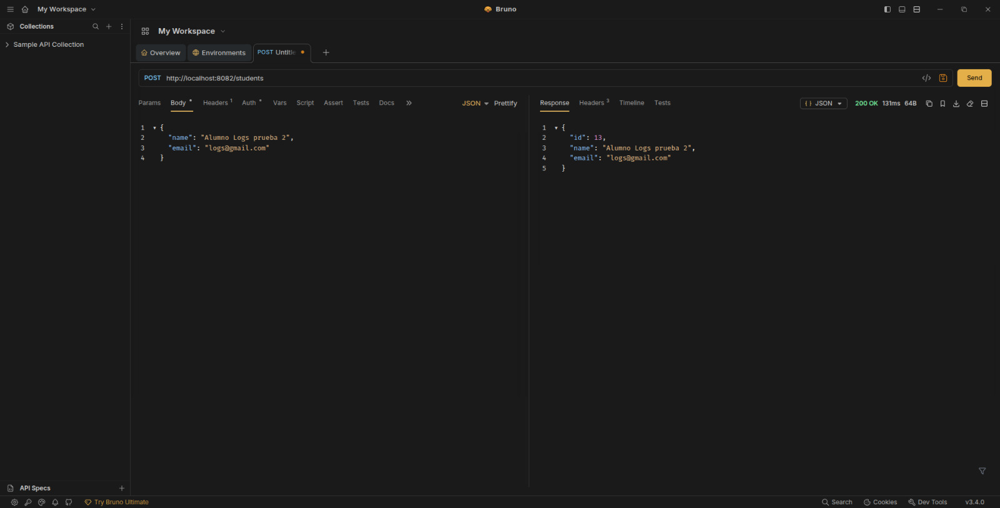 My Workspace
Bruno
Collections
Sample API Collection
My Workspace
Overview
Environments
POST Untitle
POST http://localhost:8082/students
Send
Params Body Headers 1 Auth Vars Script Assert Tests Docs
JSON Prettify
1 {
2 "name": "Alumno Logs prueba 2",
3 "email": "logs@gmail.com"
4 }
Response Headers 3 Timeline Tests
{ } JSON 200 OK 131ms 64B
1 {
2 "id": 13,
3 "name": "Alumno Logs prueba 2",
4 "email": "logs@gmail.com"
5 }
API Specs
Try Bruno Ultimate
Search Cookies Dev Tools v3.4.0